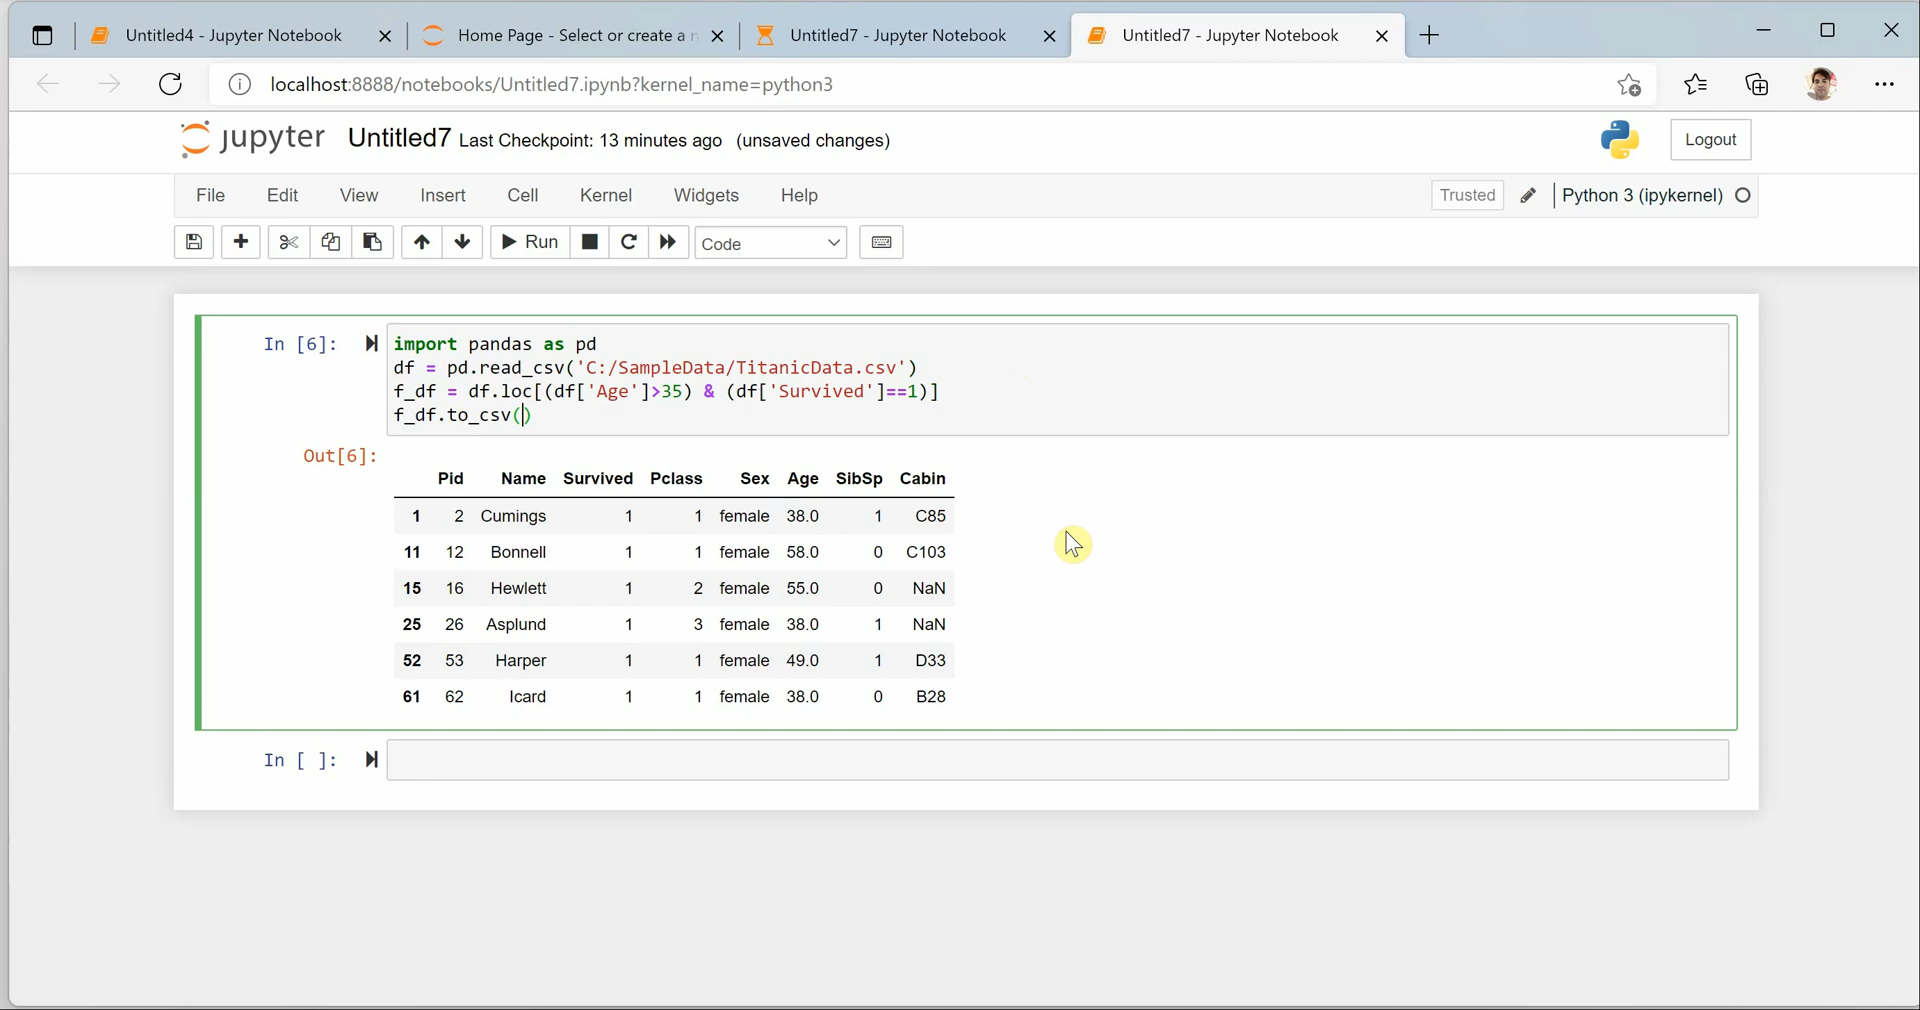 Untitled4 - Jupyter Notebook
Home Page - Select or create a n
Untitled7 - Jupyter Notebook
Untitled7 - Jupyter Notebook
localhost:8888/notebooks/Untitled7.ipynb?kernel_name=python3
jupyter Untitled7 Last Checkpoint: 13 minutes ago (unsaved changes)
Logout
File Edit View Insert Cell Kernel Widgets Help
Trusted
Python 3 (ipykernel)
Run
Code
In [6]:
import pandas as pd
df = pd.read_csv('C:/SampleData/TitanicData.csv')
f_df = df.loc[(df['Age']>35) & (df['Survived']==1)]
f_df.to_csv()
Out[6]:
Pid Name Survived Pclass Sex Age SibSp Cabin
1 2 Cumings 1 1 female 38.0 1 C85
11 12 Bonnell 1 1 female 58.0 0 C103
15 16 Hewlett 1 2 female 55.0 0 NaN
25 26 Asplund 1 3 female 38.0 1 NaN
52 53 Harper 1 1 female 49.0 1 D33
61 62 Icard 1 1 female 38.0 0 B28
In [ ]: